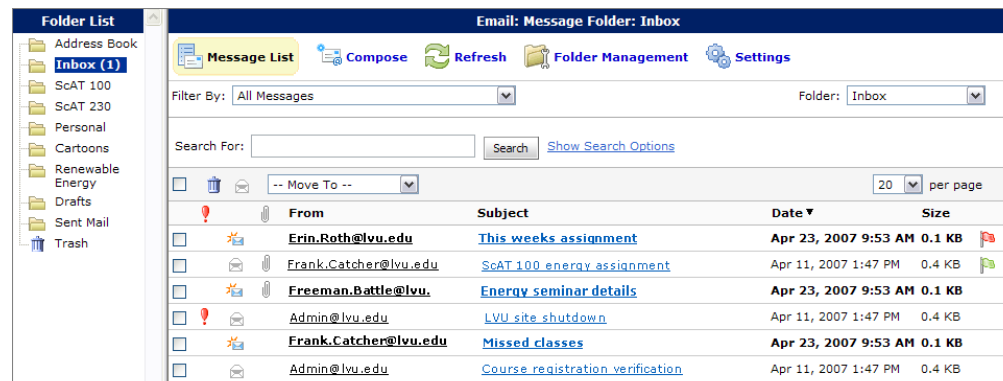 Folder List
Address Book
Inbox (1)
ScAT 100
ScAT 230
Personal
Cartoons
Renewable
Energy
Drafts
Sent Mail
Trash
Email: Message Folder: Inbox
Message List Compose Refresh Folder Management Settings
Filter By: All Messages Folder: Inbox
Search For: Search Show Search Options
-- Move To -- 20 per page
From Subject Date Size
Erin.Roth@lvu.edu This weeks assignment Apr 23, 2007 9:53 AM 0.1 KB
Frank.Catcher@lvu.edu ScAT 100 energy assignment Apr 11, 2007 1:47 PM 0.4 KB
Freeman.Battle@lvu. Energy seminar details Apr 23, 2007 9:53 AM 0.1 KB
Admin@lvu.edu LVU site shutdown Apr 11, 2007 1:47 PM 0.4 KB
Frank.Catcher@lvu.edu Missed classes Apr 23, 2007 9:53 AM 0.1 KB
Admin@lvu.edu Course registration verification Apr 11, 2007 1:47 PM 0.4 KB